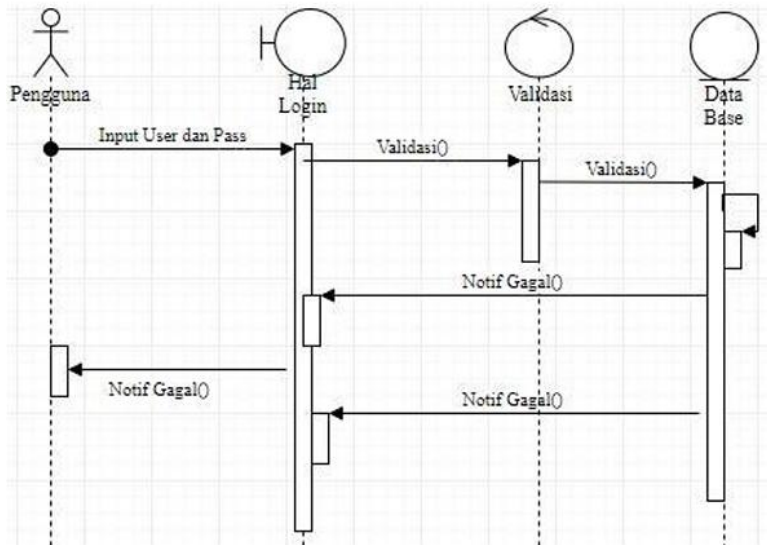 Pengguna
Hal
Login
Validasi
Data
Base
Input User dan Pass
Validasi()
Validasi()
Notif Gagal()
Notif Gagal()
Notif Gagal()